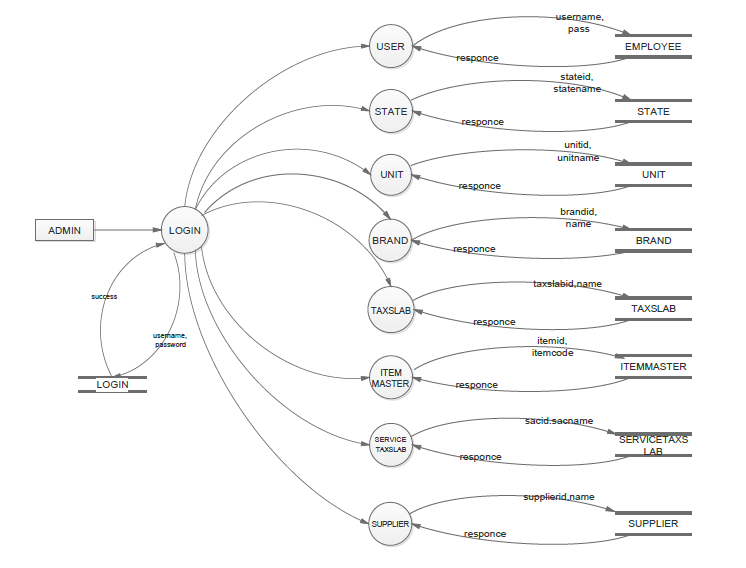 username,
pass
USER
EMPLOYEE
responce
stateid,
statename
STATE
STATE
responce
unitid,
unitname
UNIT
UNIT
responce
brandid,
name
ADMIN
LOGIN
BRAND
BRAND
responce
taxslabid,name
success
TAXSLAB
TAXSLAB
responce
username,
password
itemid,
itemcode
ITEM
MASTER
ITEMMASTER
responce
LOGIN
sacid.sacname
SERVICE
TAXSLAB
SERVICETAXS
LAB
responce
supplierid,name
SUPPLIER
SUPPLIER
responce